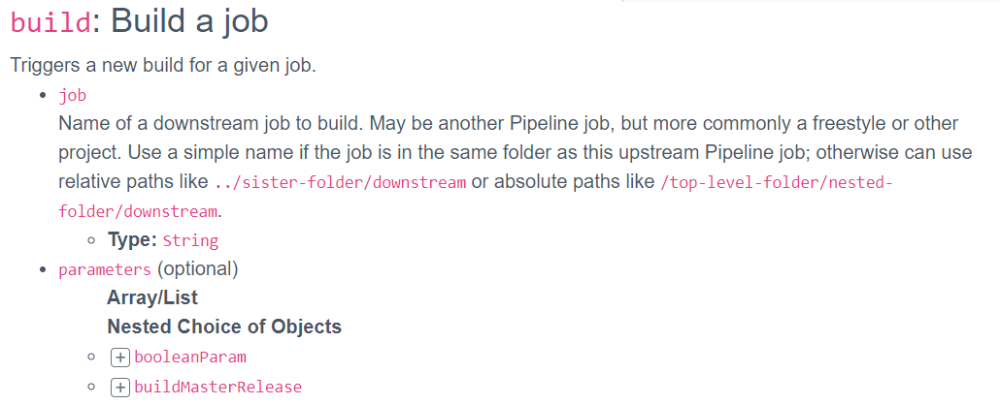 build: Build a job
Triggers a new build for a given job.
job
Name of a downstream job to build. May be another Pipeline job, but more commonly a freestyle or other
project. Use a simple name if the job is in the same folder as this upstream Pipeline job; otherwise can use
relative paths like ../sister-folder/downstream or absolute paths like /top-level-folder/nested-
folder/downstream.
Type: String
parameters (optional)
Array/List
Nested Choice of Objects
+ booleanParam
+ buildMasterRelease